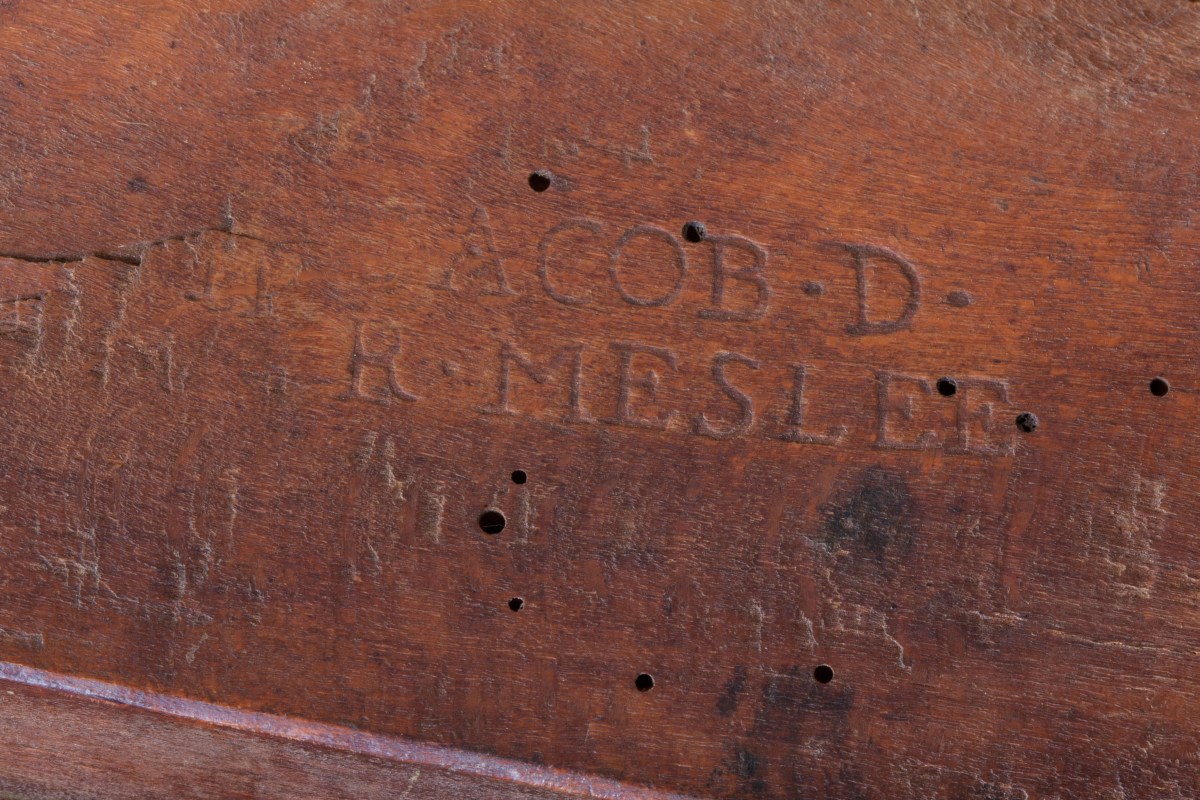 ACOB · D ·
R · MESLEE